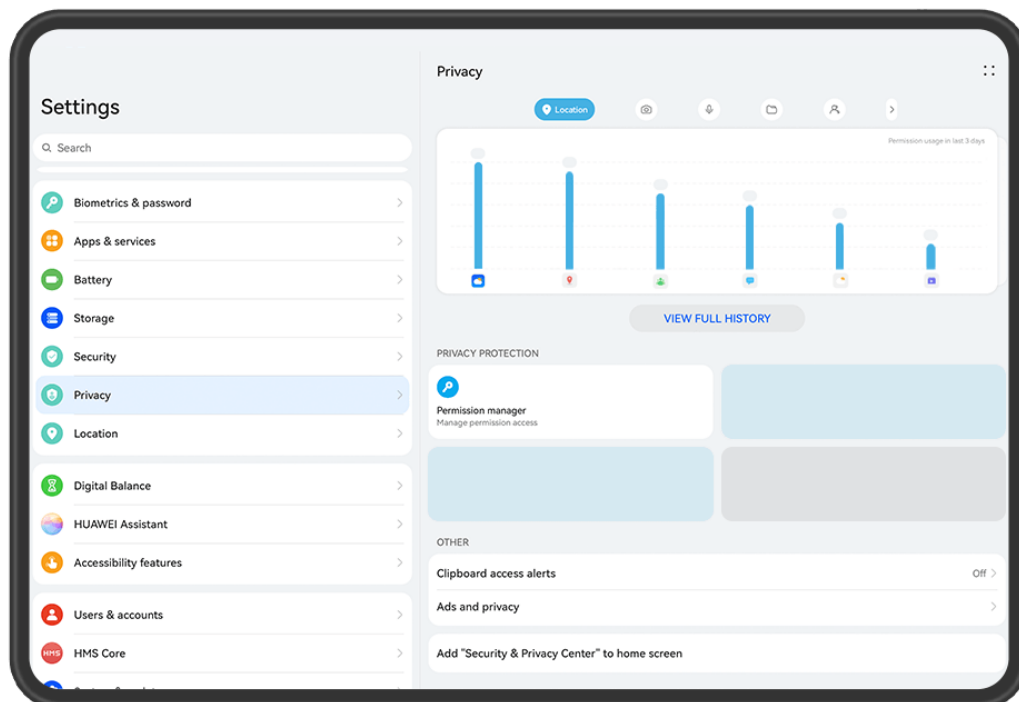 Settings
Search
Biometrics & password
Apps & services
Battery
Storage
Security
Privacy
Location
Digital Balance
HUAWEI Assistant
Accessibility features
Users & accounts
HMS
HMS Core
Privacy
Location
Permission usage in last 3 days
VIEW FULL HISTORY
PRIVACY PROTECTION
Permission manager
Manage permission access
OTHER
Clipboard access alerts
Off
Ads and privacy
Add "Security & Privacy Center" to home screen